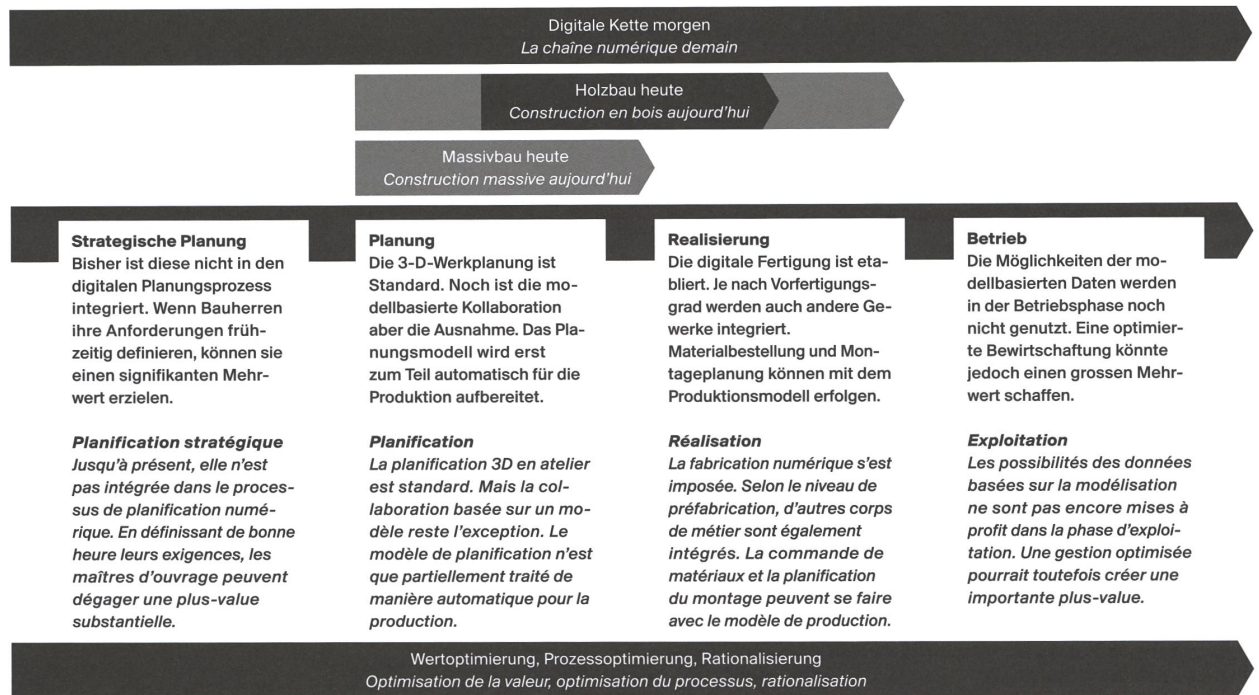 Digitale Kette morgen
La chaîne numérique demain
Holzbau heute
Construction en bois aujourd'hui
Massivbau heute
Construction massive aujourd'hui
Strategische Planung
Bisher ist diese nicht in den
digitalen Planungsprozess
integriert. Wenn Bauherren
ihre Anforderungen früh-
zeitig definieren, können sie
einen signifikanten Mehr-
wert erzielen.
Planification stratégique
Jusqu'à présent, elle n'est
pas intégrée dans le proces-
sus de planification numé-
rique. En définissant de bonne
heure leurs exigences, les
maîtres d'ouvrage peuvent
dégager une plus-value
substantielle.
Planung
Die 3-D-Werkplanung ist
Standard. Noch ist die mo-
dellbasierte Kollaboration
aber die Ausnahme. Das Pla-
nungsmodell wird erst
zum Teil automatisch für die
Produktion aufbereitet.
Planification
La planification 3D en atelier
est standard. Mais la col-
laboration basée sur un mo-
dèle reste l'exception. Le
modèle de planification n'est
que partiellement traité de
manière automatique pour la
production.
Realisierung
Die digitale Fertigung ist eta-
bliert. Je nach Vorfertigungs-
grad werden auch andere Ge-
werke integriert.
Materialbestellung und Mon-
tageplanung können mit dem
Produktionsmodell erfolgen.
Réalisation
La fabrication numérique s'est
imposée. Selon le niveau de
préfabrication, d'autres corps
de métier sont également
intégrés. La commande de
matériaux et la planification
du montage peuvent se faire
avec le modèle de production.
Betrieb
Die Möglichkeiten der mo-
dellbasierten Daten werden
in der Betriebsphase noch
nicht genutzt. Eine optimier-
te Bewirtschaftung könnte
jedoch einen grossen Mehr-
wert schaffen.
Exploitation
Les possibilités des données
basées sur la modélisation
ne sont pas encore mises à
profit dans la phase d'exploi-
tation. Une gestion optimisée
pourrait toutefois créer une
importante plus-value.
Wertoptimierung, Prozessoptimierung, Rationalisierung
Optimisation de la valeur, optimisation du processus, rationalisation